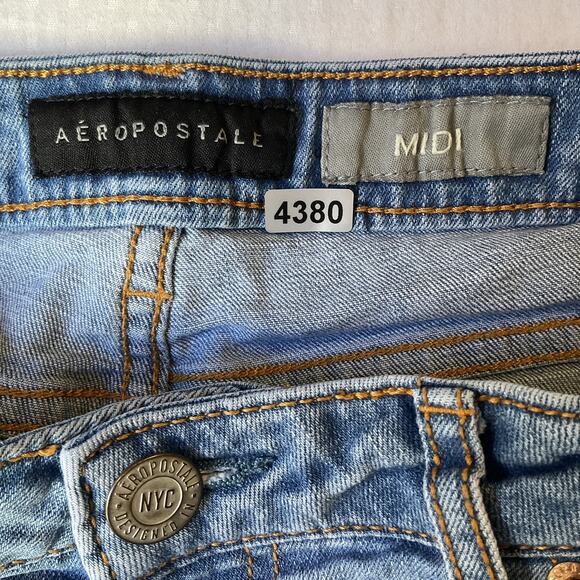 AÉROPOSTALE
MIDI
4380
AÉROPOSTALE
NYC
DESIGNED IN